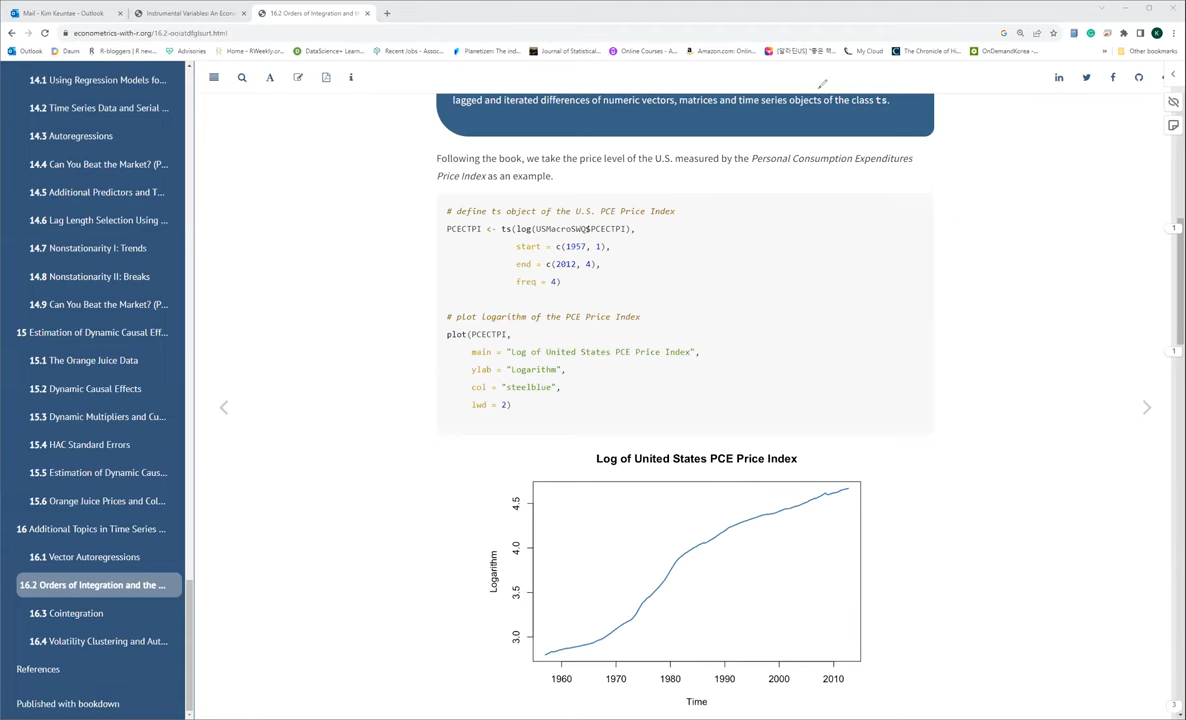 Mail - Kim Keuntae - Outlook
Instrumental Variables: An Econo
16.2 Orders of Integration and th
econometrics-with-r.org/16.2-ooiatdfglsurt.html
Outlook
Daum
R-bloggers | R new...
Advisories
Home - RWeekly.or...
DataScience+ Learn...
Recent Jobs - Assoc...
Planetizen: The ind...
Journal of Statistical...
Online Courses - A...
Amazon.com: Onlin...
My Cloud
The Chronicle of Hi...
OnDemandKorea -...
Other bookmarks
14.1 Using Regression Models fo...
14.2 Time Series Data and Serial ...
14.3 Autoregressions
14.4 Can You Beat the Market? (P...
14.5 Additional Predictors and T...
14.6 Lag Length Selection Using ...
14.7 Nonstationarity I: Trends
14.8 Nonstationarity II: Breaks
14.9 Can You Beat the Market? (P...
15 Estimation of Dynamic Causal Eff...
15.1 The Orange Juice Data
15.2 Dynamic Causal Effects
15.3 Dynamic Multipliers and Cu...
15.4 HAC Standard Errors
15.5 Estimation of Dynamic Caus...
15.6 Orange Juice Prices and Col...
16 Additional Topics in Time Series ...
16.1 Vector Autoregressions
16.2 Orders of Integration and the ...
16.3 Cointegration
16.4 Volatility Clustering and Aut...
References
Published with bookdown
lagged and iterated differences of numeric vectors, matrices and time series objects of the class ts.
Following the book, we take the price level of the U.S. measured by the Personal Consumption Expenditures
Price Index as an example.
# define ts object of the U.S. PCE Price Index
PCECTPI <- ts(log(USMacroSWQ$PCECTPI),
start = c(1957, 1),
end = c(2012, 4),
freq = 4)
# plot logarithm of the PCE Price Index
plot(PCECTPI,
main = "Log of United States PCE Price Index",
ylab = "Logarithm",
col = "steelblue",
lwd = 2)
Log of United States PCE Price Index
Logarithm
4.5
4.0
3.5
3.0
1960 1970 1980 1990 2000 2010
Time
1
1
3